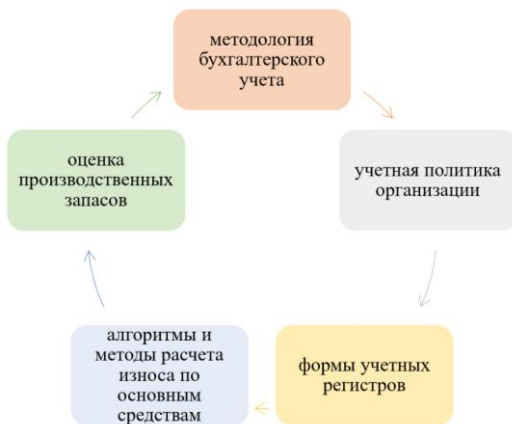 методология
бухгалтерского
учета
учетная политика
организации
формы учетных
регистров
алгоритмы и
методы расчета
износа по
основным
средствам
оценка
производственных
запасов